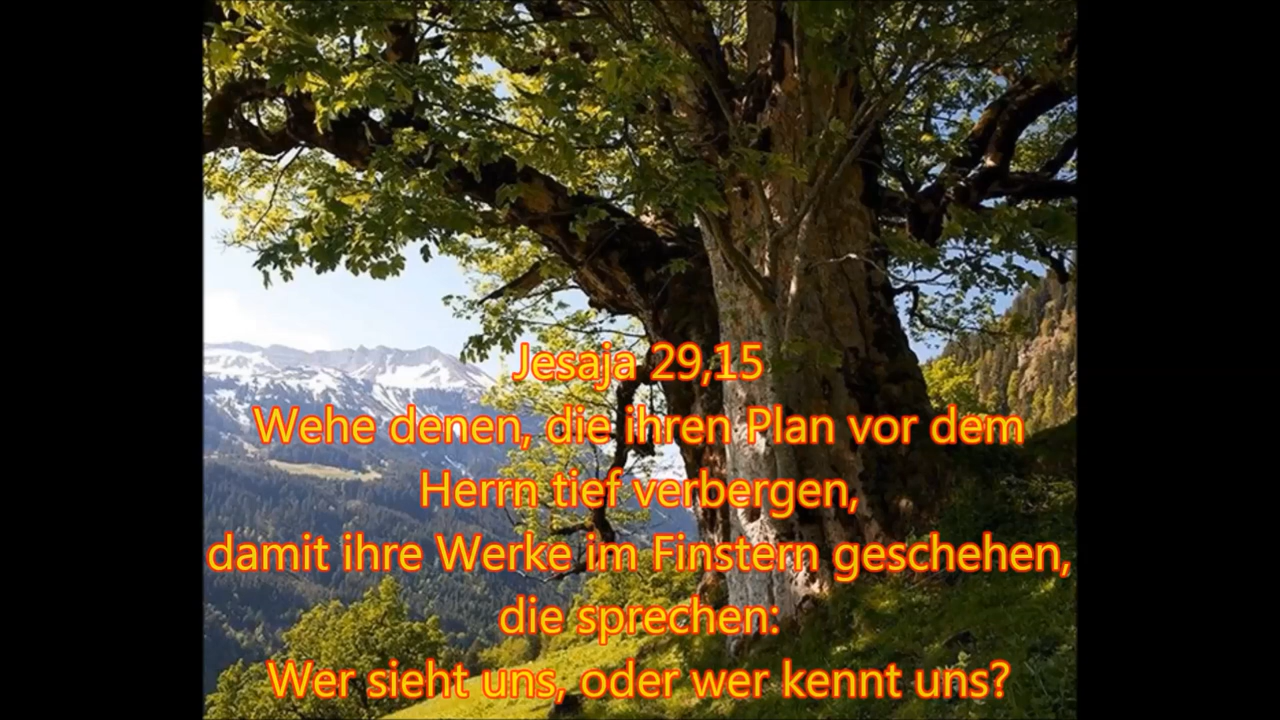 Jesaja 29,15
Wehe denen, die ihren Plan vor dem
Herrn tief verbergen,
damit ihre Werke im Finstern geschehen,
die sprechen:
Wer sieht uns, oder wer kennt uns?